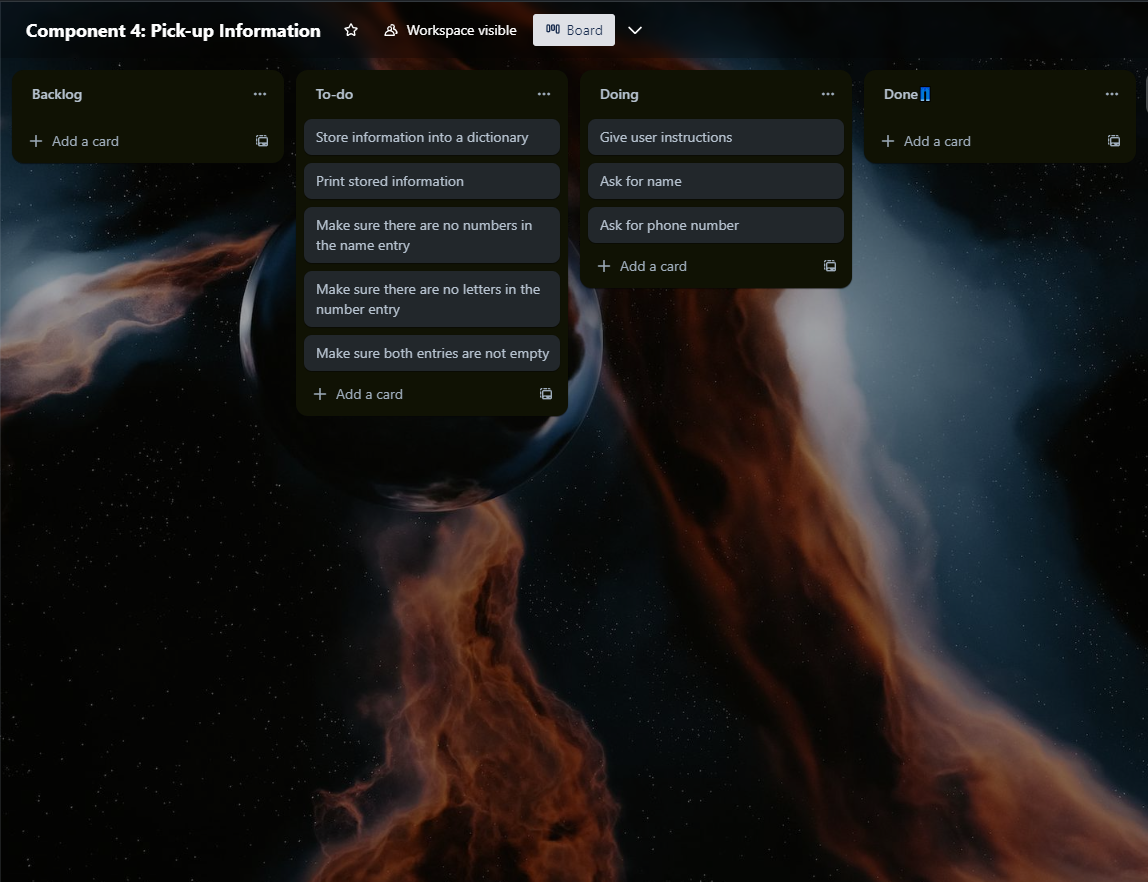 Component 4: Pick-up Information
Workspace visible
Board
Backlog
Add a card
To-do
Store information into a dictionary
Print stored information
Make sure there are no numbers in
the name entry
Make sure there are no letters in the
number entry
Make sure both entries are not empty
Add a card
Doing
Give user instructions
Ask for name
Ask for phone number
Add a card
Done👖
Add a card